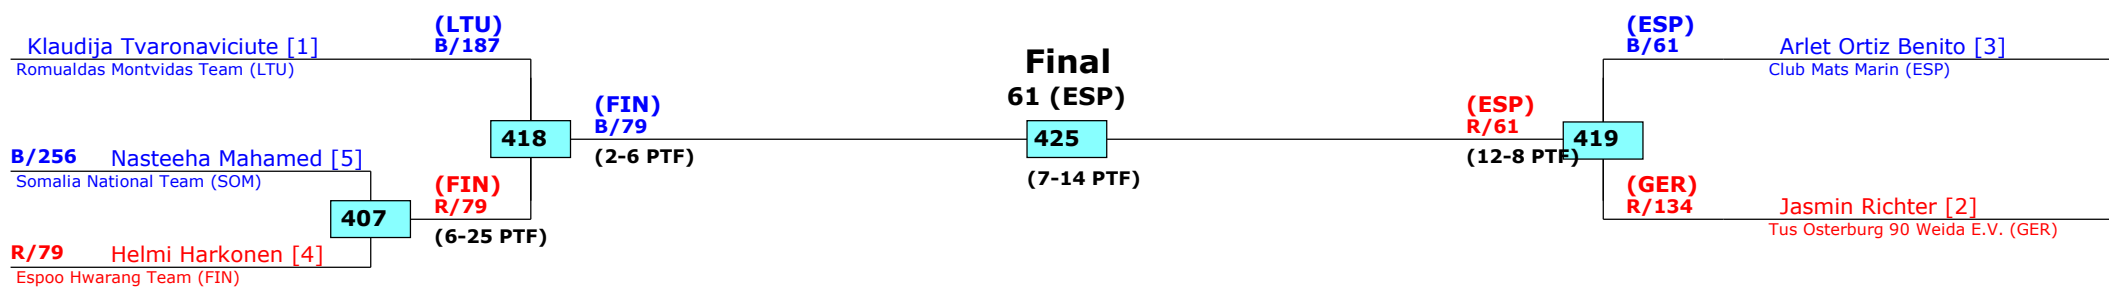 (LTU)
B/187
Klaudija Tvaronaviciute [1]
Romualdas Montvidas Team (LTU)
(FIN)
B/79
418
(2-6 PTF)
B/256 Nasteeha Mahamed [5]
Somalia National Team (SOM)
(FIN)
R/79
407
(6-25 PTF)
R/79 Helmi Harkonen [4]
Espoo Hwarang Team (FIN)
Final
61 (ESP)
425
(7-14 PTF)
(ESP)
B/61
Arlet Ortiz Benito [3]
Club Mats Marin (ESP)
(ESP)
R/61
419
(12-8 PTF)
(GER)
R/134
Jasmin Richter [2]
Tus Osterburg 90 Weida E.V. (GER)